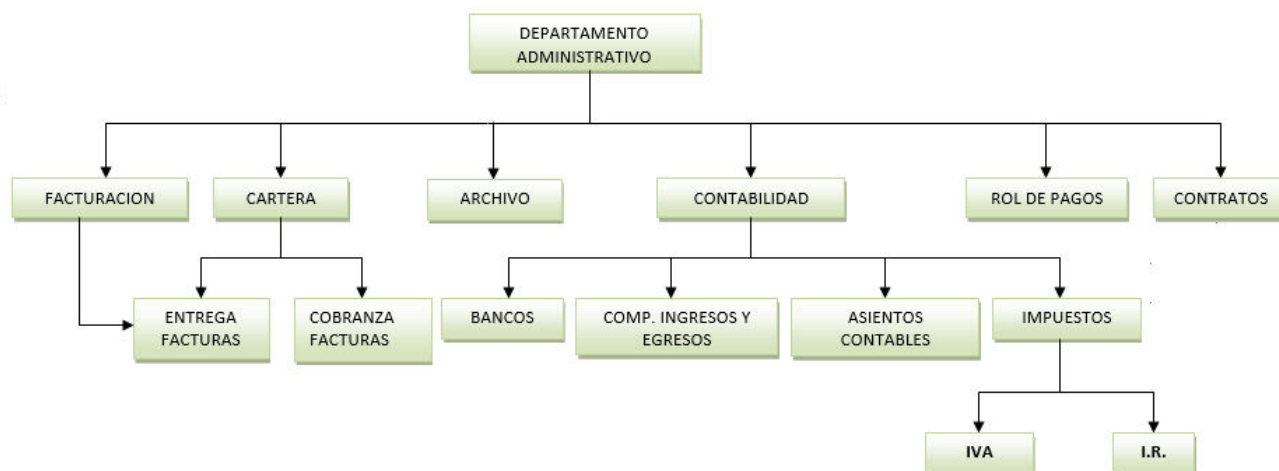 DEPARTAMENTO
ADMINISTRATIVO
FACTURACION
CARTERA
ARCHIVO
CONTABILIDAD
ROL DE PAGOS
CONTRATOS
ENTREGA
FACTURAS
COBRANZA
FACTURAS
BANCOS
COMP. INGRESOS Y
EGRESOS
ASIENTOS
CONTABLES
IMPUESTOS
IVA
I.R.